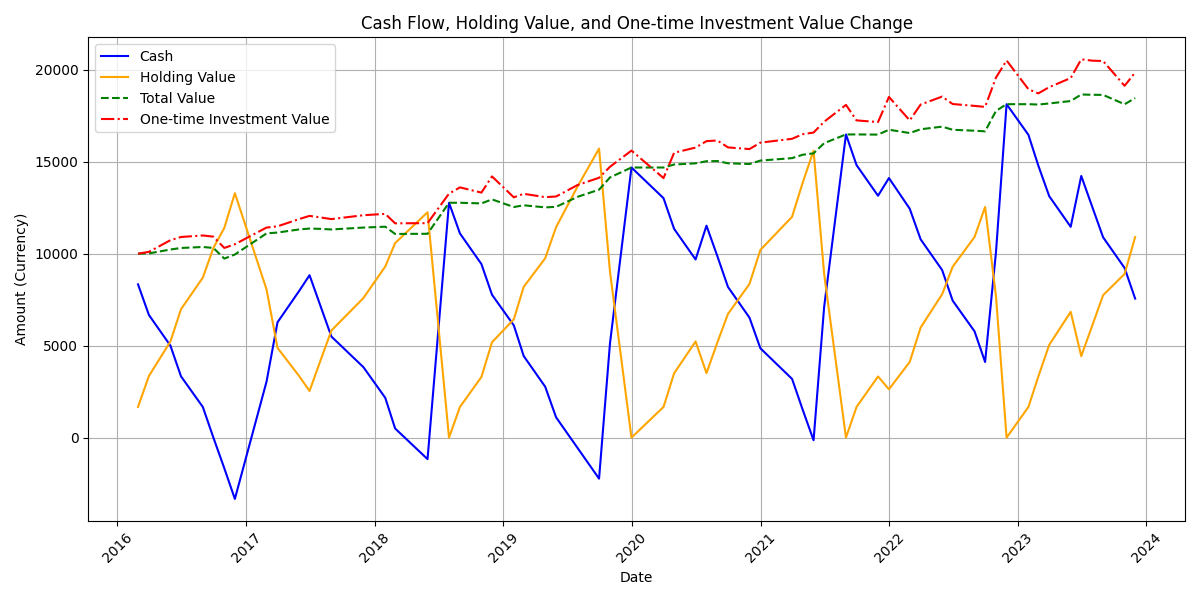 Cash Flow, Holding Value, and One-time Investment Value Change
Cash
Holding Value
Total Value
One-time Investment Value
Amount (Currency)
20000
15000
10000
5000
0
2016
2017
2018
2019
2020
2021
2022
2023
2024
Date